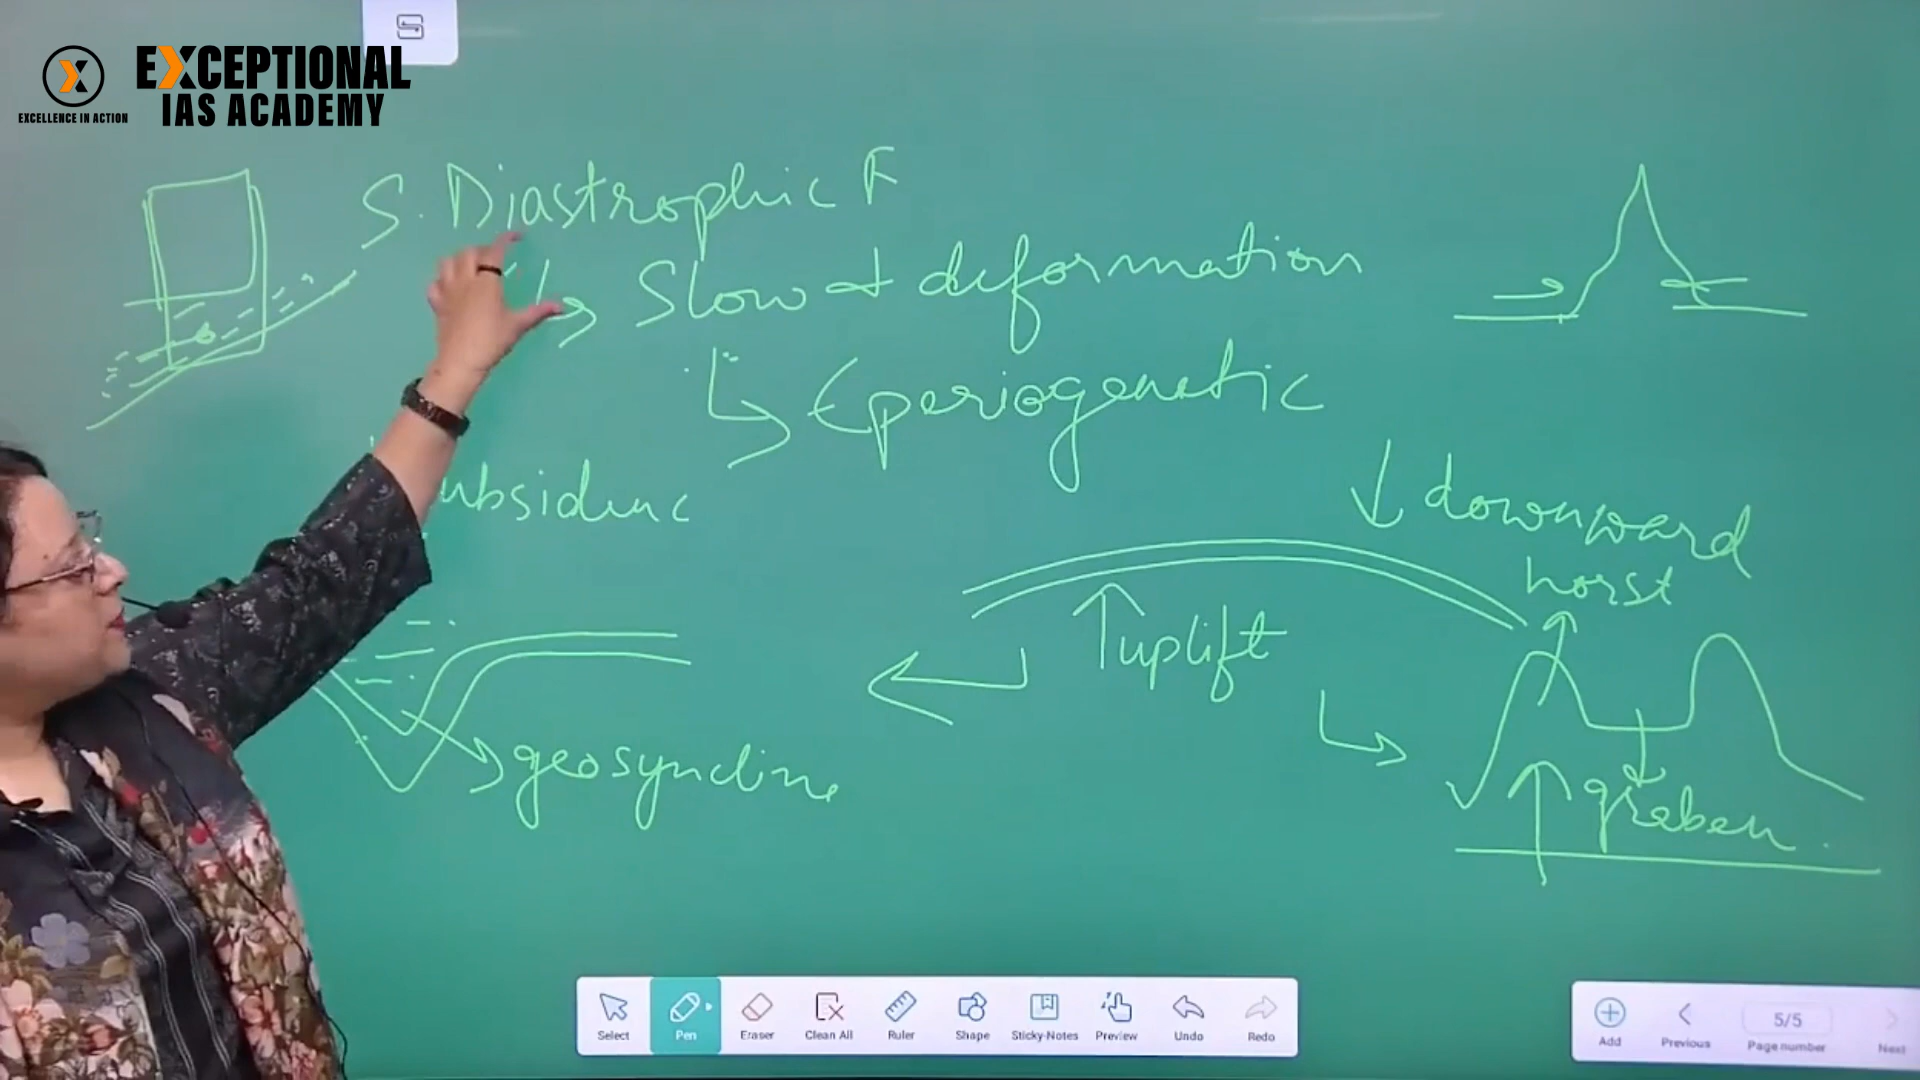 EXCEPTIONAL
IAS ACADEMY
EXCELLENCE IN ACTION
S. Diastrophic F
Slow & deformation
Eperiogenetic
ubsidenc
↓ downward
horst
↑ uplift
geosyncline
graben.
Select
Pen
Eraser
Clean All
Ruler
Shape
Sticky-Notes
Preview
Undo
Redo
Add
Previous
5/5
Page number
Next